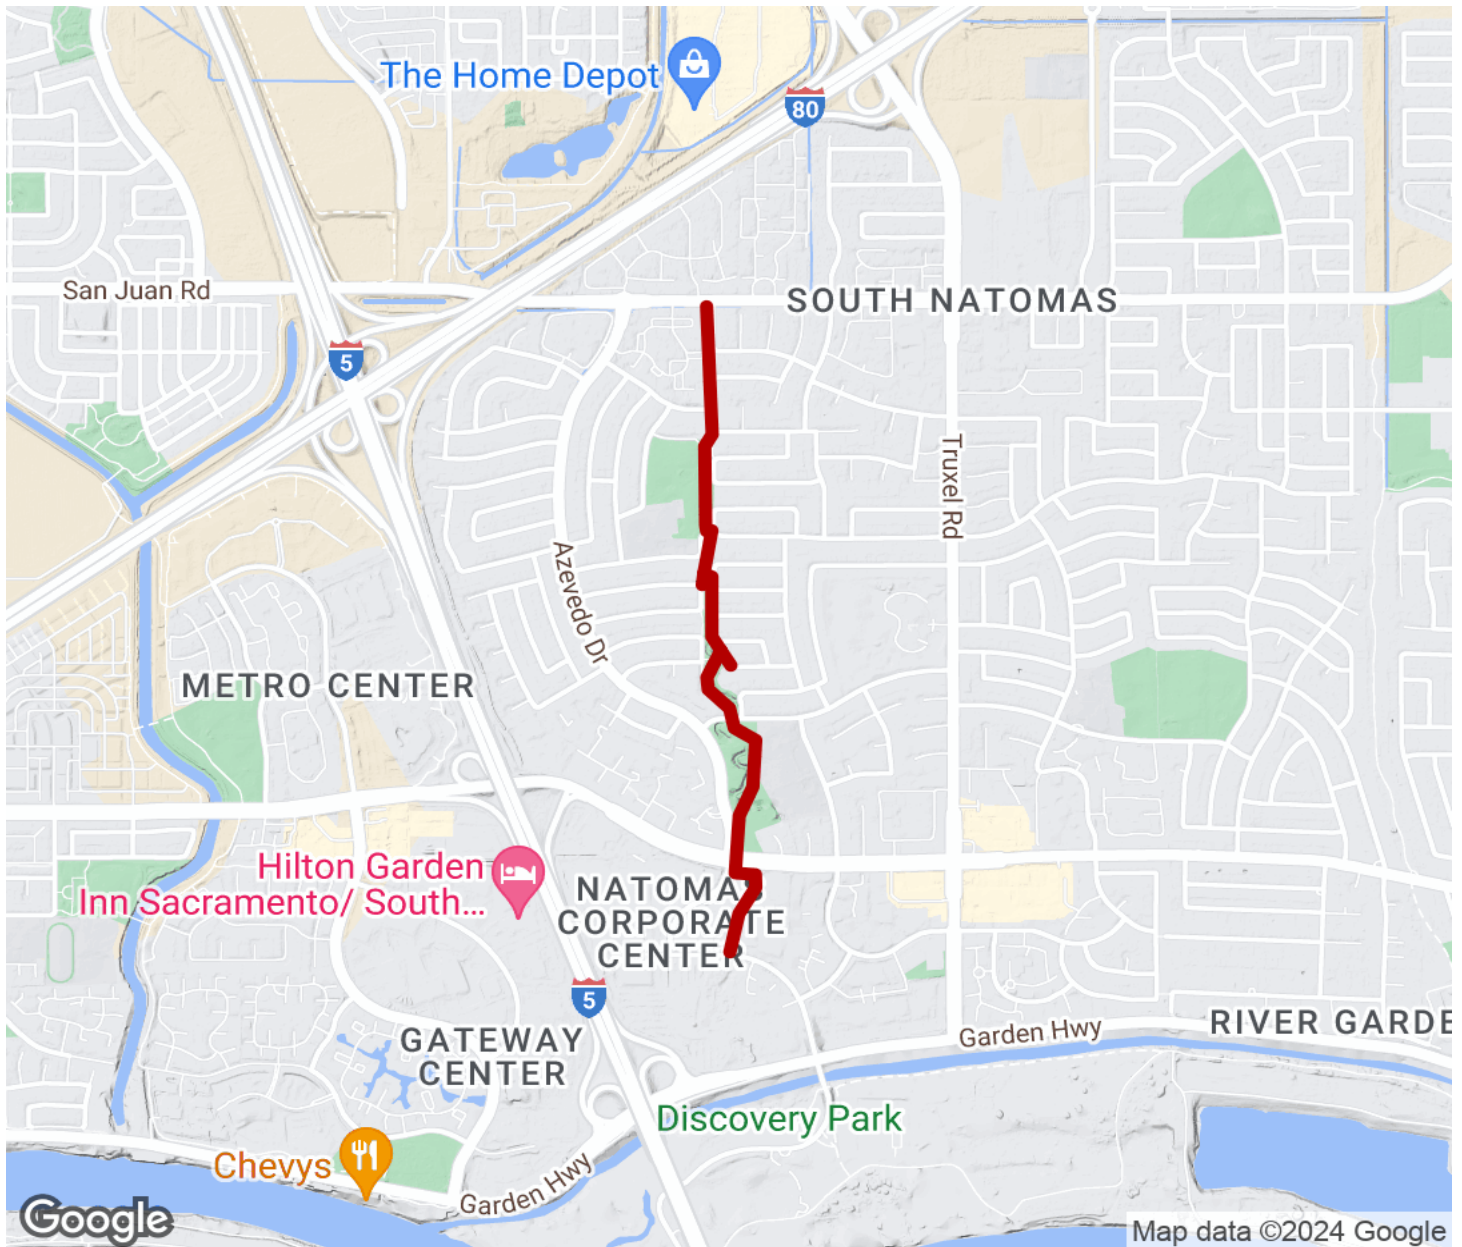 The Home Depot
80
San Juan Rd
SOUTH NATOMAS
5
Truxel Rd
Azevedo Dr
METRO CENTER
Hilton Garden
Inn Sacramento/ South...
NATOMAS
CORPORATE
CENTER
5
GATEWAY
CENTER
Garden Hwy
RIVER GARDE
Discovery Park
Chevys
Garden Hwy
Google
Map data ©2024 Google